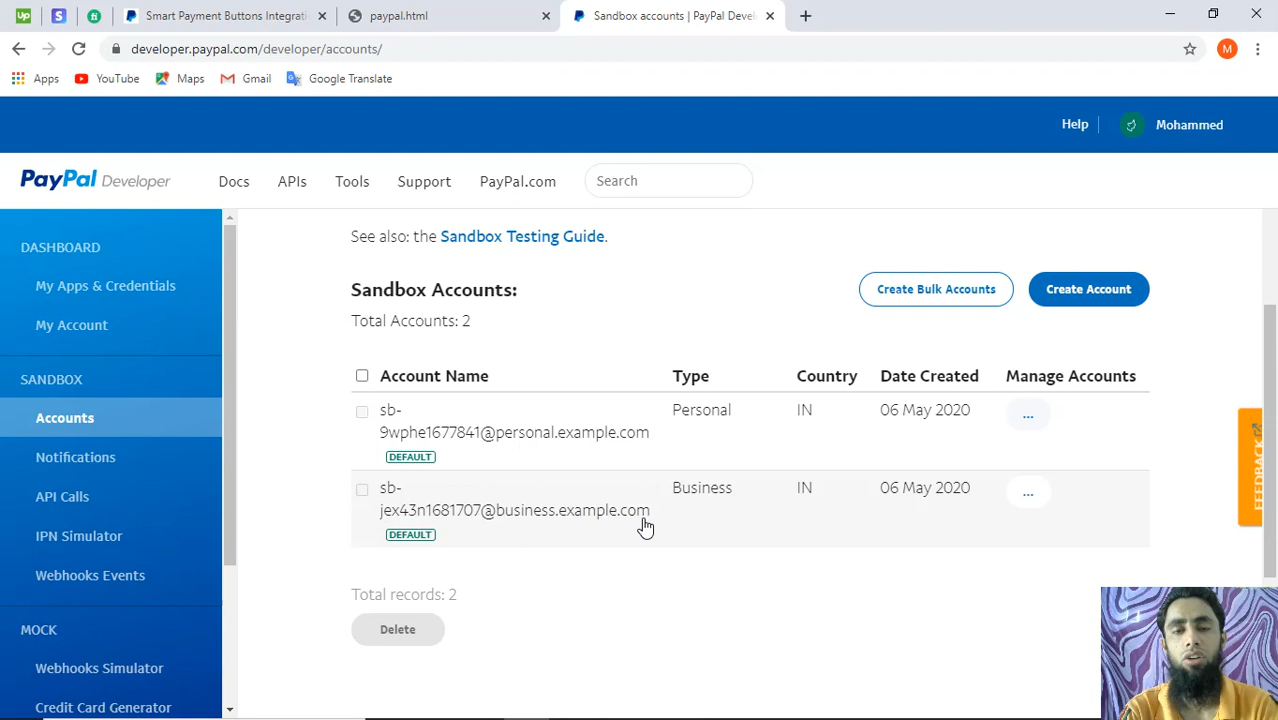 Up
S
fi
Smart Payment Buttons Integrati
paypal.html
Sandbox accounts | PayPal Devel
developer.paypal.com/developer/accounts/
M
Apps
YouTube
Maps
Gmail
Google Translate
Help
Mohammed
PayPal Developer
Docs
APIs
Tools
Support
PayPal.com
Search
DASHBOARD
My Apps & Credentials
My Account
SANDBOX
Accounts
Notifications
API Calls
IPN Simulator
Webhooks Events
MOCK
Webhooks Simulator
Credit Card Generator
See also: the Sandbox Testing Guide.
Sandbox Accounts:
Total Accounts: 2
Create Bulk Accounts
Create Account
Account Name Type Country Date Created Manage Accounts
sb- Personal IN 06 May 2020 ...
9wphe1677841@personal.example.com
DEFAULT
sb- Business IN 06 May 2020 ...
jex43n1681707@business.example.com
DEFAULT
Total records: 2
Delete
FEEDBACK